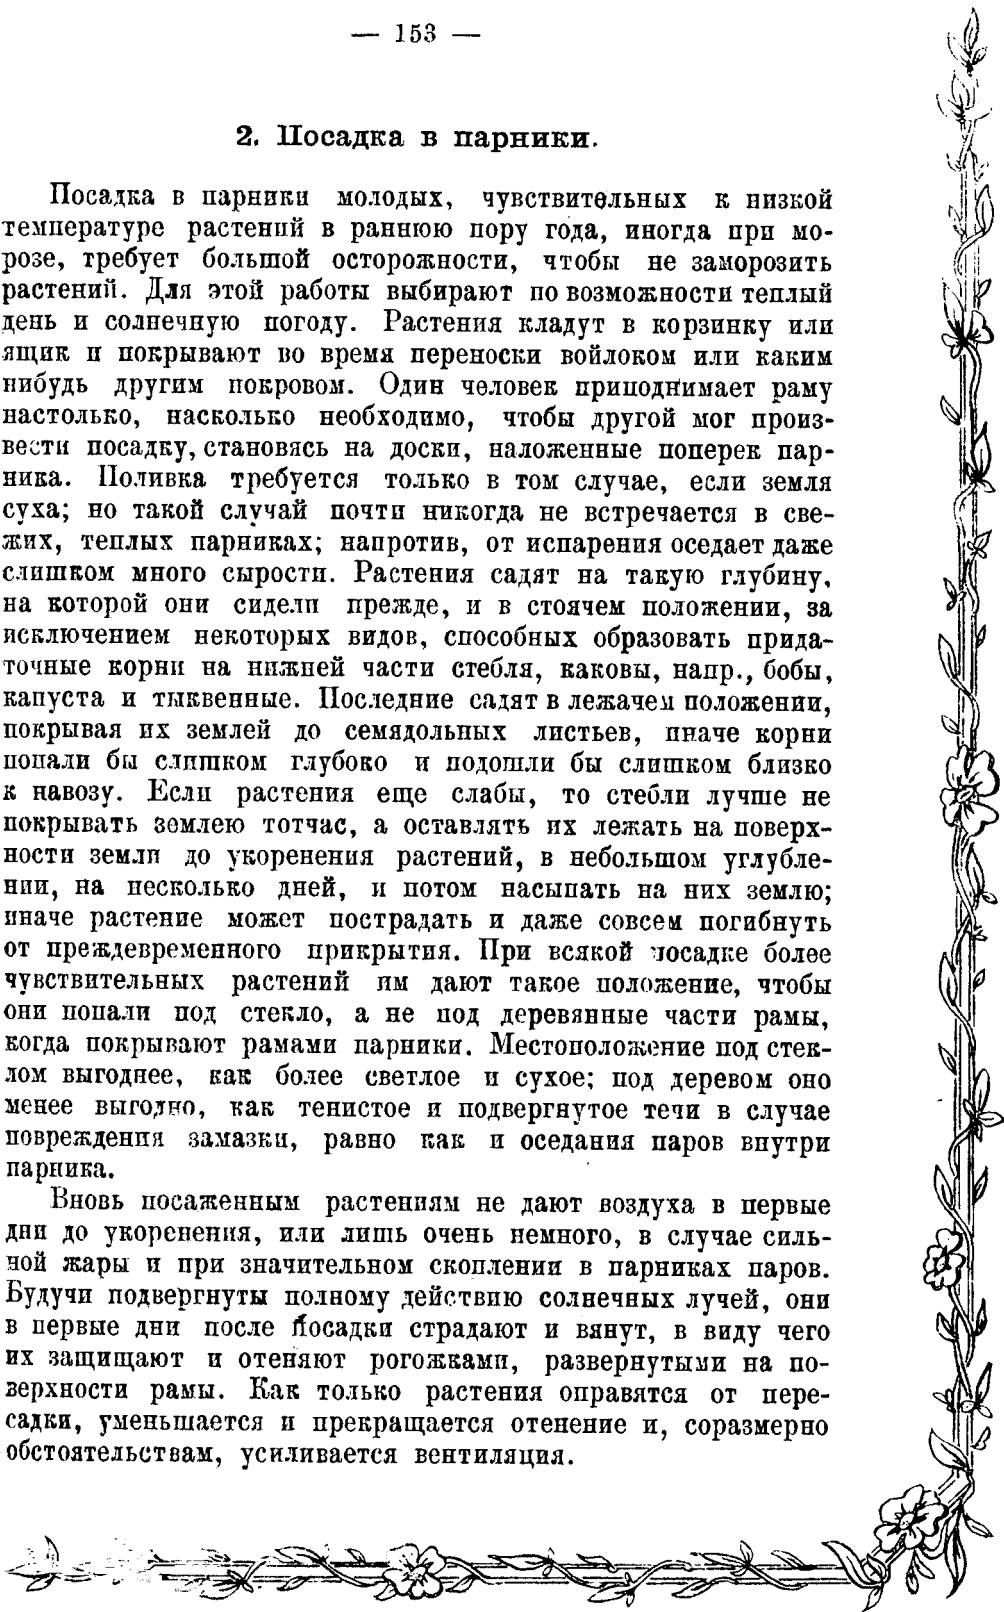 — 153 —
2. Посадка в парники.
Посадка в парники молодых, чувствительных к низкой
температуре растений в раннюю пору года, иногда при мо-
розе, требует большой осторожности, чтобы не заморозить
растений. Для этой работы выбирают по возможности теплый
день и солнечную погоду. Растения кладут в корзинку или
ящик и покрывают во время переноски войлоком или каким
нибудь другим покровом. Один человек приподнимает раму
настолько, насколько необходимо, чтобы другой мог произ-
вести посадку, становясь на доски, наложенные поперек пар-
ника. Поливка требуется только в том случае, если земля
суха; но такой случай почти никогда не встречается в све-
жих, теплых парниках; напротив, от испарения оседает даже
слишком много сырости. Растения садят на такую глубину,
на которой они сидели прежде, и в стоячем положении, за
исключением некоторых видов, способных образовать прида-
точные корни на нижней части стебля, каковы, напр., бобы,
капуста и тыквенные. Последние садят в лежачем положении,
покрывая их землей до семядольных листьев, иначе корни
попали бы слишком глубоко и подошли бы слишком близко
к навозу. Если растения еще слабы, то стебли лучше не
покрывать землею тотчас, а оставлять их лежать на поверх-
ности земли до укоренения растений, в небольшом углубле-
нии, на несколько дней, и потом насыпать на них землю;
иначе растение может пострадать и даже совсем погибнуть
от преждевременного прикрытия. При всякой посадке более
чувствительных растений им дают такое положение, чтобы
они попали под стекло, а не под деревянные части рамы,
когда покрывают рамами парники. Местоположение под стек-
лом выгоднее, как более светлое и сухое; под деревом оно
менее выгодно, как тенистое и подвергнутое течи в случае
повреждения замазки, равно как и оседания паров внутри
парника.
Вновь посаженным растениям не дают воздуха в первые
дни до укоренения, или лишь очень немного, в случае силь-
ной жары и при значительном скоплении в парниках паров.
Будучи подвергнуты полному действию солнечных лучей, они
в первые дни после посадки страдают и вянут, в виду чего
их защищают и отеняют рогожками, развернутыми на по-
верхности рамы. Как только растения оправятся от пере-
садки, уменьшается и прекращается отенение и, соразмерно
обстоятельствам, усиливается вентиляция.